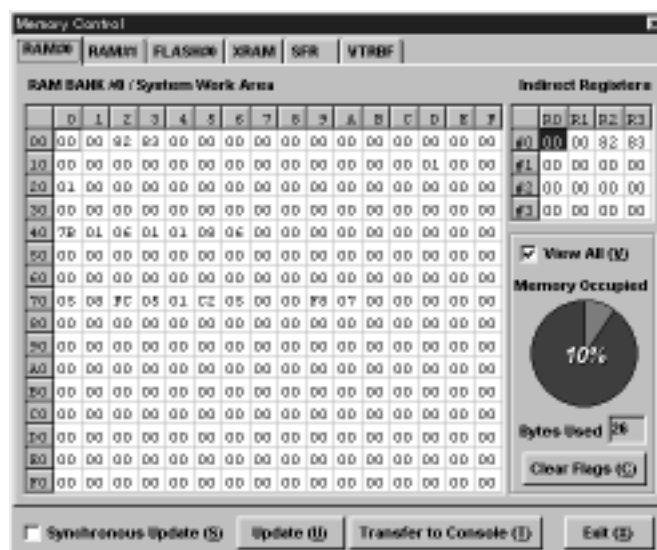 Memory Control
RAM#0 RAM#1 FLASH#0 XRAM SFR VTRBF
RAM BANK #0 / System Work Area
Indirect Registers
0 1 2 3 4 5 6 7 8 9 A B C D E F
00 00 00 82 83 00 00 00 00 00 00 00 00 00 00 00 00
10 00 00 00 00 00 00 00 00 00 00 00 00 00 01 00 00
20 01 00 00 00 00 00 00 00 00 00 00 00 00 00 00 00
30 00 00 00 00 00 00 00 00 00 00 00 00 00 00 00 00
40 7B 01 06 01 01 08 06 00 00 00 00 00 00 00 00 00
50 00 00 00 00 00 00 00 00 00 00 00 00 00 00 00 00
60 00 00 00 00 00 00 00 00 00 00 00 00 00 00 00 00
70 05 08 FC 05 01 C2 05 00 00 F8 07 00 00 00 00 00
80 00 00 00 00 00 00 00 00 00 00 00 00 00 00 00 00
90 00 00 00 00 00 00 00 00 00 00 00 00 00 00 00 00
A0 00 00 00 00 00 00 00 00 00 00 00 00 00 00 00 00
B0 00 00 00 00 00 00 00 00 00 00 00 00 00 00 00 00
C0 00 00 00 00 00 00 00 00 00 00 00 00 00 00 00 00
D0 00 00 00 00 00 00 00 00 00 00 00 00 00 00 00 00
E0 00 00 00 00 00 00 00 00 00 00 00 00 00 00 00 00
F0 00 00 00 00 00 00 00 00 00 00 00 00 00 00 00 00
R0 R1 R2 R3
#0 00 00 82 83
#1 00 00 00 00
#2 00 00 00 00
#3 00 00 00 00
View All (V)
Memory Occupied
10%
Bytes Used 26
Clear Flags (C)
Synchronous Update (S) Update (U) Transfer to Console (T) Exit (X)